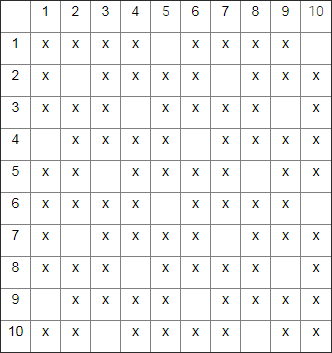 1 2 3 4 5 6 7 8 9 10
1 x x x x x x x x
2 x x x x x x x x
3 x x x x x x x x
4 x x x x x x x x
5 x x x x x x x x
6 x x x x x x x x
7 x x x x x x x x
8 x x x x x x x x
9 x x x x x x x x
10 x x x x x x x x